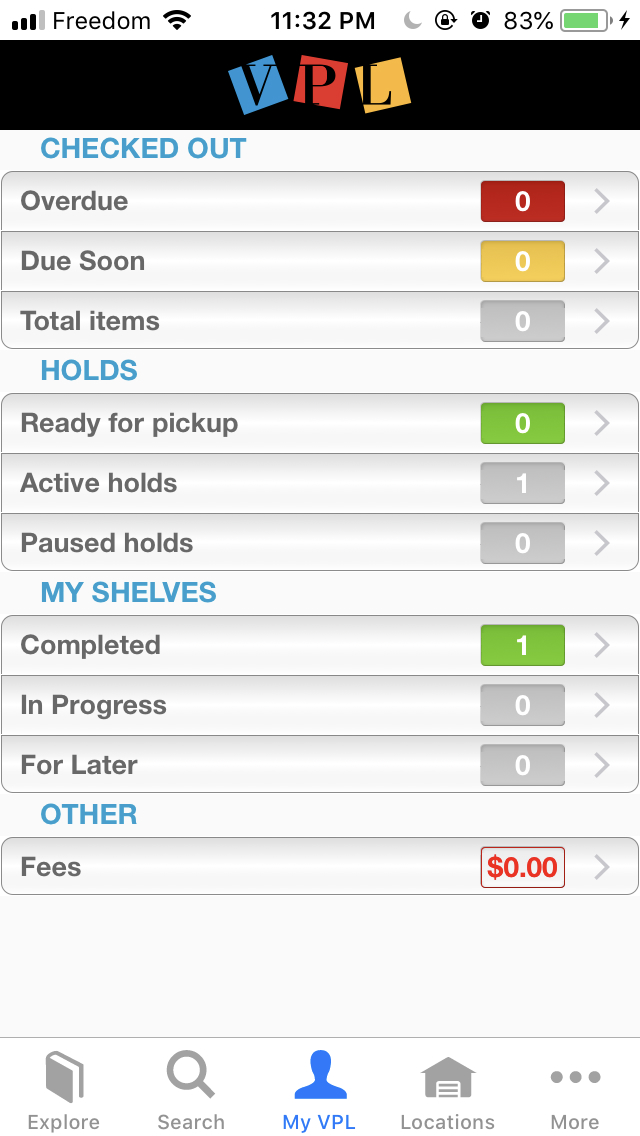 Freedom 11:32 PM 83%
VPL
CHECKED OUT
Overdue 0
Due Soon 0
Total items 0
HOLDS
Ready for pickup 0
Active holds 1
Paused holds 0
MY SHELVES
Completed 1
In Progress 0
For Later 0
OTHER
Fees $0.00
Explore Search My VPL Locations More